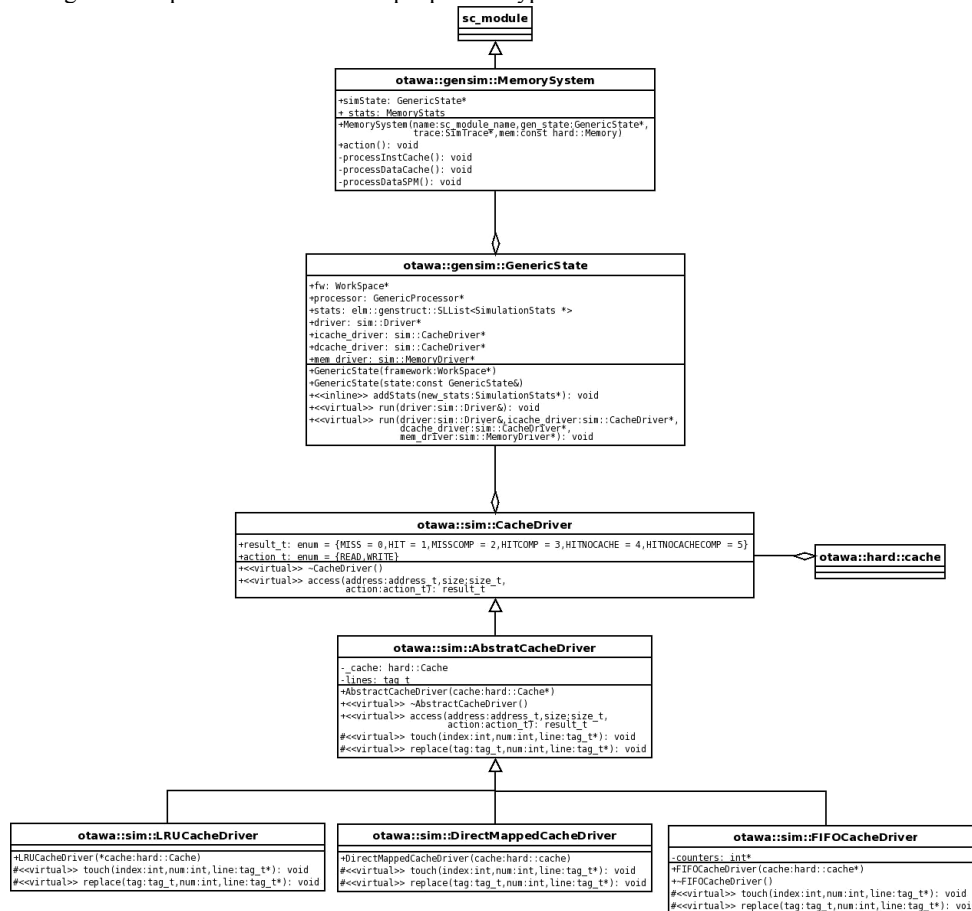 sc_module
otawa::gensim::MemorySystem
+simState: GenericState*
+ stats: MemoryStats
+MemorySystem(name:sc_module_name,gen_state:GenericState*,
trace:SimTrace*,mem:const hard::Memory)
+action(): void
-processInstCache(): void
-processDataCache(): void
-processDataSPM(): void
otawa::gensim::GenericState
+fw: WorkSpace*
+processor: GenericProcessor*
+stats: elm::genstruct::SLList<SimulationStats *>
+driver: sim::Driver*
+icache_driver: sim::CacheDriver*
+dcache_driver: sim::CacheDriver*
+mem_driver: sim::MemoryDriver*
+GenericState(framework:WorkSpace*)
+GenericState(state:const GenericState&)
+<<inline>> addStats(new_stats:SimulationStats*): void
+<<virtual>> run(driver:sim::Driver&): void
+<<virtual>> run(driver:sim::Driver&,icache_driver:sim::CacheDriver*,
dcache_driver:sim::CacheDriver*,
mem_driver:sim::MemoryDriver*): void
otawa::sim::CacheDriver
+result_t: enum = {MISS = 0,HIT = 1,MISSCOMP = 2,HITCOMP = 3,HITNOCACHE = 4,HITNOCACHECOMP = 5}
+action_t: enum = {READ,WRITE}
+<<virtual>> ~CacheDriver()
+<<virtual>> access(address:address_t,size:size_t,
action:action_t): result_t
otawa::hard::cache
otawa::sim::AbstratCacheDriver
-_cache: hard::Cache
-lines: tag_t
+AbstractCacheDriver(cache:hard::Cache*)
+<<virtual>> ~AbstractCacheDriver()
+<<virtual>> access(address:address_t,size:size_t,
action:action_t): result_t
#<<virtual>> touch(index:int,num:int,line:tag_t*): void
#<<virtual>> replace(tag:tag_t,num:int,line:tag_t*): void
otawa::sim::LRUCacheDriver
+LRUCacheDriver(*cache:hard::Cache)
#<<virtual>> touch(index:int,num:int,line:tag_t*): void
#<<virtual>> replace(tag:tag_t,num:int,line:tag_t*): void
otawa::sim::DirectMappedCacheDriver
+DirectMappedCacheDriver(cache:hard::cache)
#<<virtual>> touch(index:int,num:int,line:tag_t*): void
#<<virtual>> replace(tag:tag_t,num:int,line:tag_t*): void
otawa::sim::FIFOCacheDriver
-counters: int*
+FIFOCacheDriver(cache:hard::cache*)
+~FIFOCacheDriver()
#<<virtual>> touch(index:int,num:int,line:tag_t*): void
#<<virtual>> replace(tag:tag_t,num:int,line:tag_t*): voi